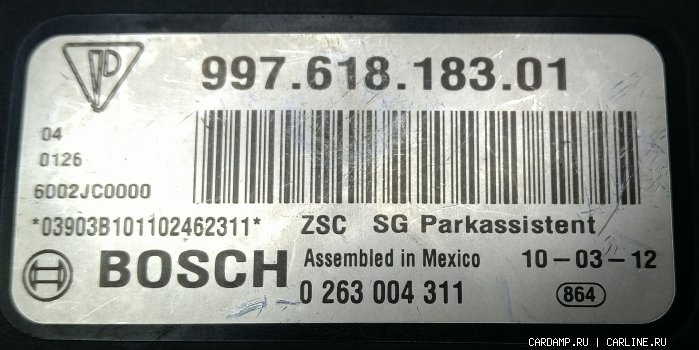 997.618.183.01
04
0126
6002JC0000
*03903B101102462311* ZSC SG Parkassistent
BOSCH Assembled in Mexico 10-03-12
0 263 004 311 864
CARDAMP.RU | CARLINE.RU